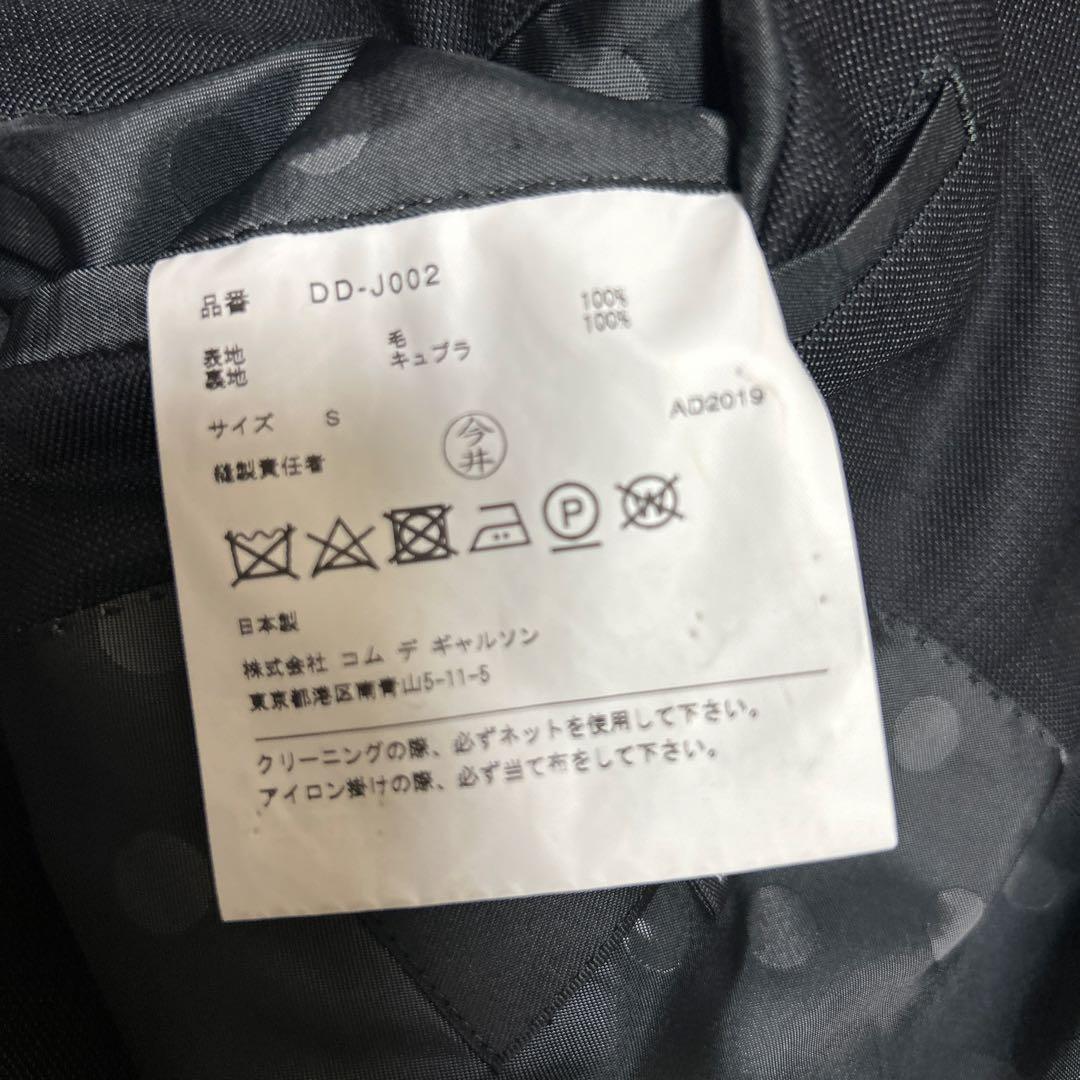 品番 DD-J002
表地 毛 100%
裏地 キュプラ 100%
サイズ S AD2019
縫製責任者 今井
P W
日本製
株式会社 コム デ ギャルソン
東京都港区南青山5-11-5
クリーニングの際、必ずネットを使用して下さい。
アイロン掛けの際、必ず当て布をして下さい。